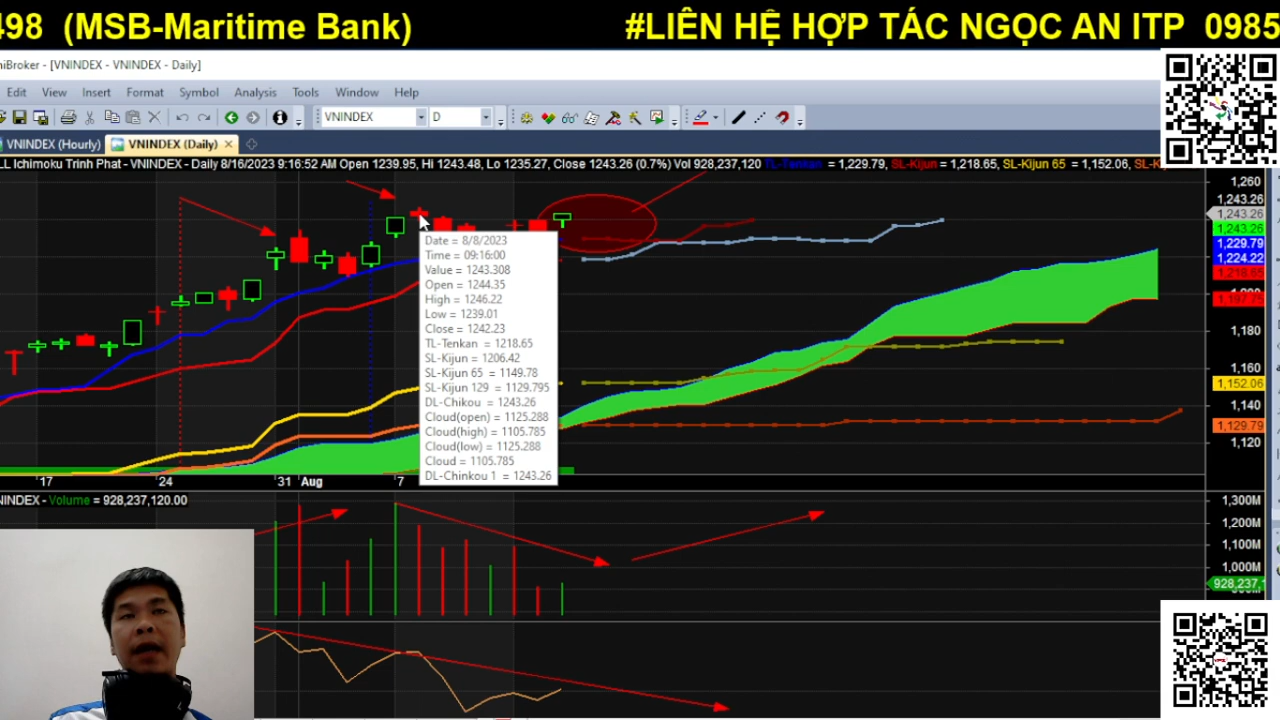 498 (MSB-Maritime Bank) #LIÊN HỆ HỢP TÁC NGỌC AN ITP 0985
niBroker - [VNINDEX - VNINDEX - Daily]
Edit View Insert Format Symbol Analysis Tools Window Help
VNINDEX D
VNINDEX (Hourly) VNINDEX (Daily)
LL Ichimoku Trinh Phat - VNINDEX - Daily 8/16/2023 9:16:52 AM Open 1239.95, Hi 1243.48, Lo 1235.27, Close 1243.26 (0.7%) Vol 928,237,120 TL-Tenkan = 1,229.79, SL-Kijun = 1,218.65, SL-Kijun 65 = 1,152.06, SL-K
1,260
1,243.26
1,243.26
1,243.26
1,229.79
1,224.22
1,218.65
1,197.75
1,180
1,160
1,152.06
1,140
1,129.79
1,120
Date = 8/8/2023
Time = 09:16:00
Value = 1243.308
Open = 1244.35
High = 1246.22
Low = 1239.01
Close = 1242.23
TL-Tenkan = 1218.65
SL-Kijun = 1206.42
SL-Kijun 65 = 1149.78
SL-Kijun 129 = 1129.795
DL-Chikou = 1243.26
Cloud(open) = 1125.288
Cloud(high) = 1105.785
Cloud(low) = 1125.288
Cloud = 1105.785
DL-Chinkou 1 = 1243.26
17 24 31 Aug 7
NINDEX - Volume = 928,237,120.00
1,300M
1,200M
1,100M
1,000M
928,237,1